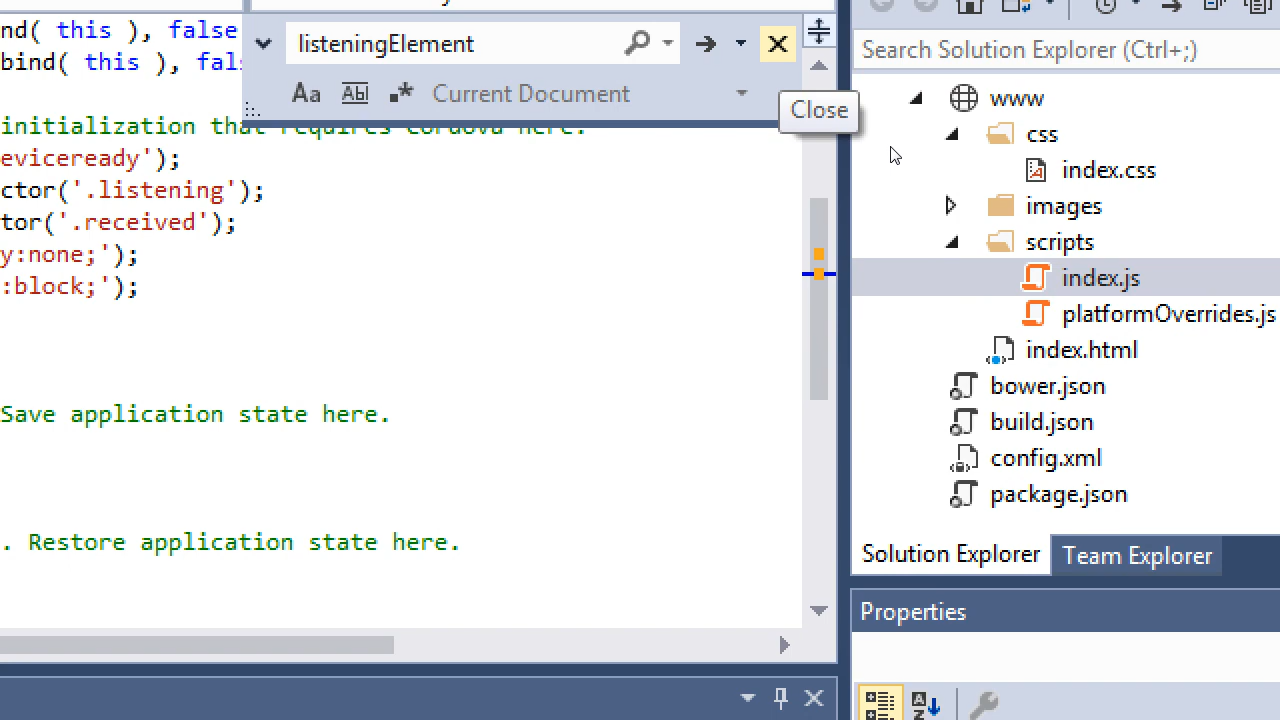 nd( this ), false
bind( this ), fal
listeningElement
Aa Abl .* Current Document
Close
initialization that requires Cordova here.
eviceready');
ctor('.listening');
tor('.received');
y:none;');
:block;');
Save application state here.
. Restore application state here.
Search Solution Explorer (Ctrl+;)
www
css
index.css
images
scripts
index.js
platformOverrides.js
index.html
bower.json
build.json
config.xml
package.json
Solution Explorer Team Explorer
Properties